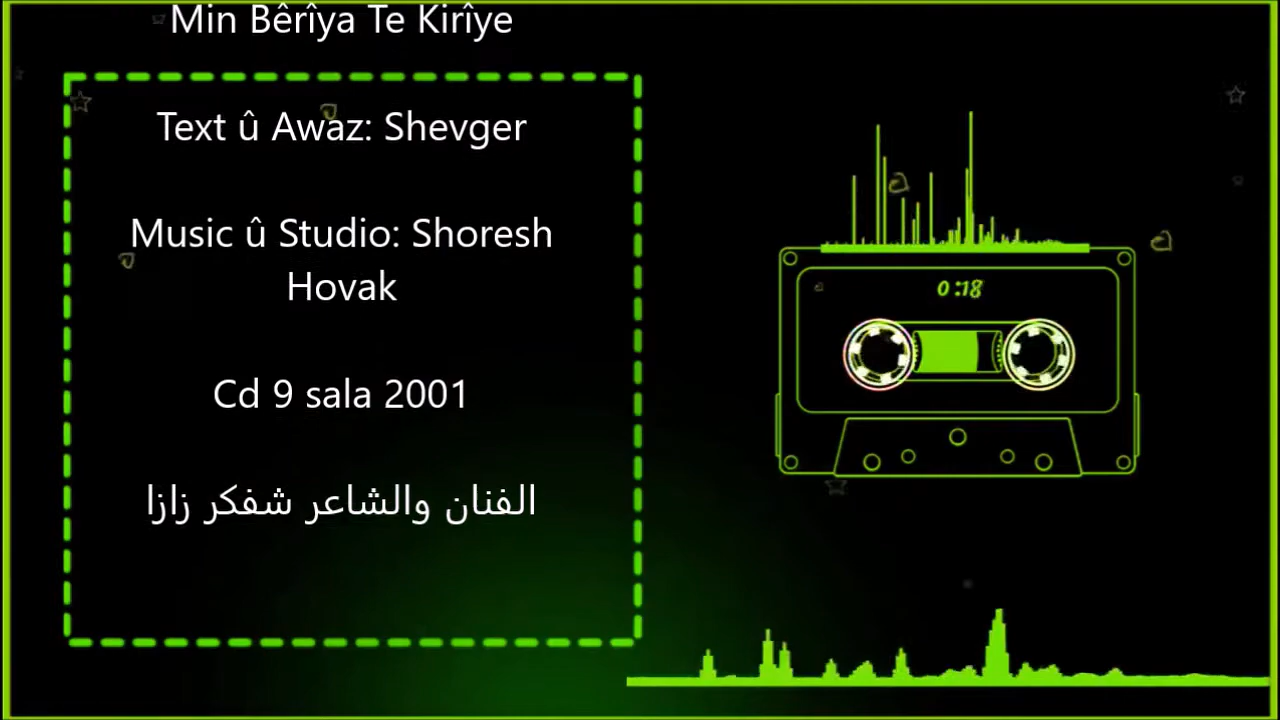 Min Bêrîya Te Kirîye
Text û Awaz: Shevger
Music û Studio: Shoresh
Hovak
Cd 9 sala 2001
الفنان والشاعر شفكر زازا
0:18